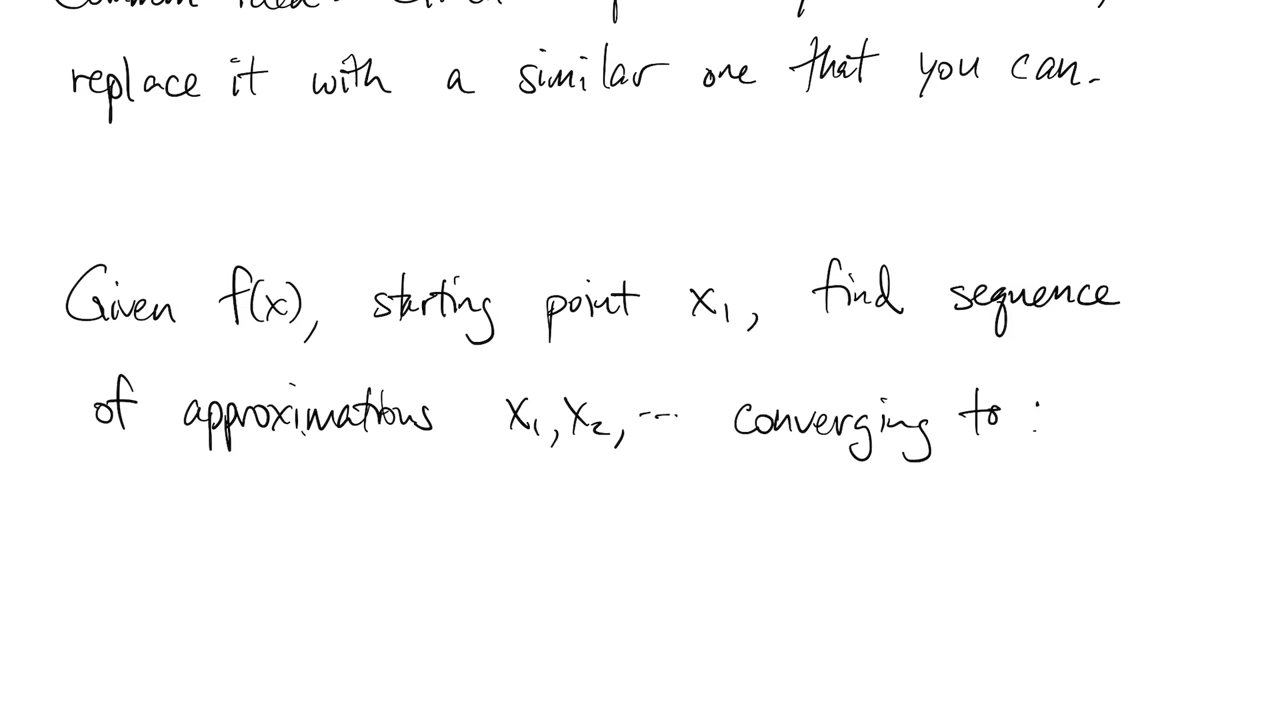 replace it with a similar one that you can.
Given f(x), starting point x₁, find sequence
of approximations x₁, x₂, ... converging to :